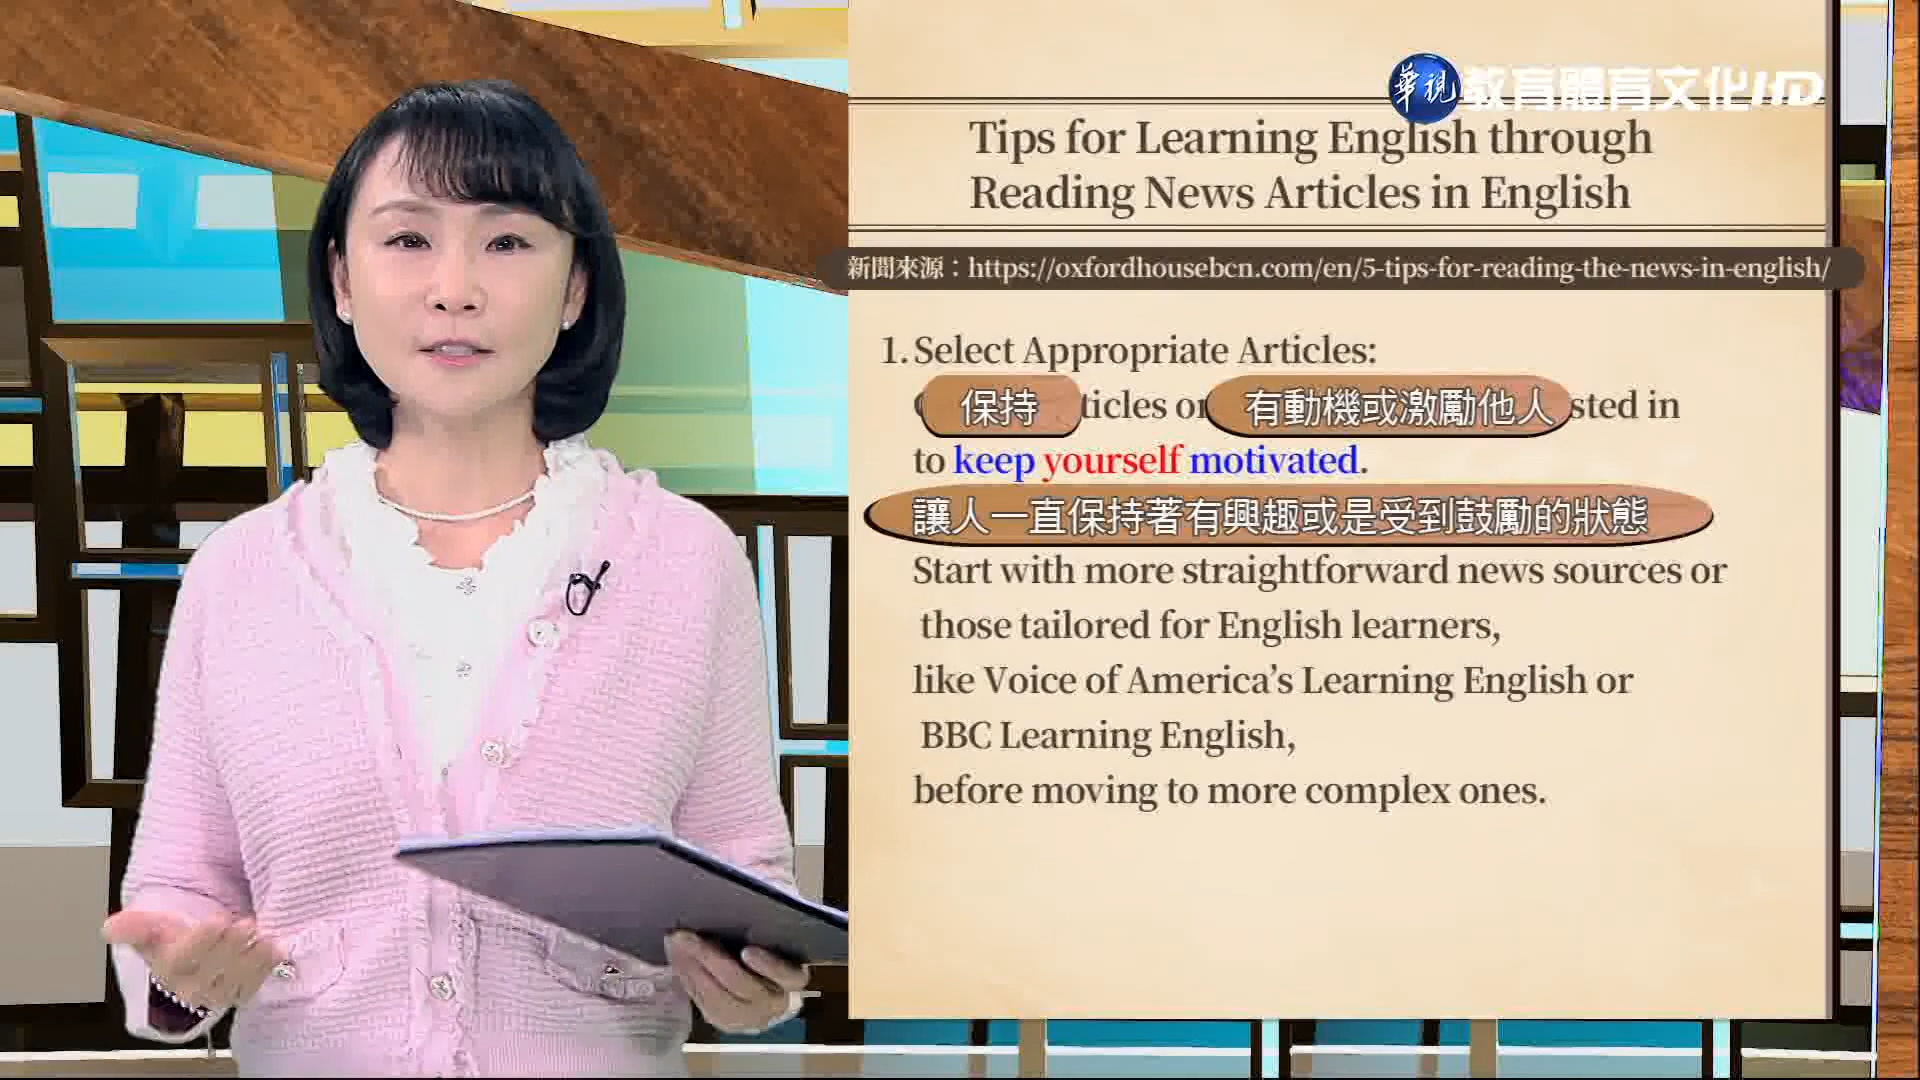 華視 教育體育文化HD
Tips for Learning English through
Reading News Articles in English
新聞來源：https://oxfordhousebcn.com/en/5-tips-for-reading-the-news-in-english/
1. Select Appropriate Articles:
保持 有動機或激勵他人 in
to keep yourself motivated.
讓人一直保持著有興趣或是受到鼓勵的狀態
Start with more straightforward news sources or
those tailored for English learners,
like Voice of America’s Learning English or
BBC Learning English,
before moving to more complex ones.